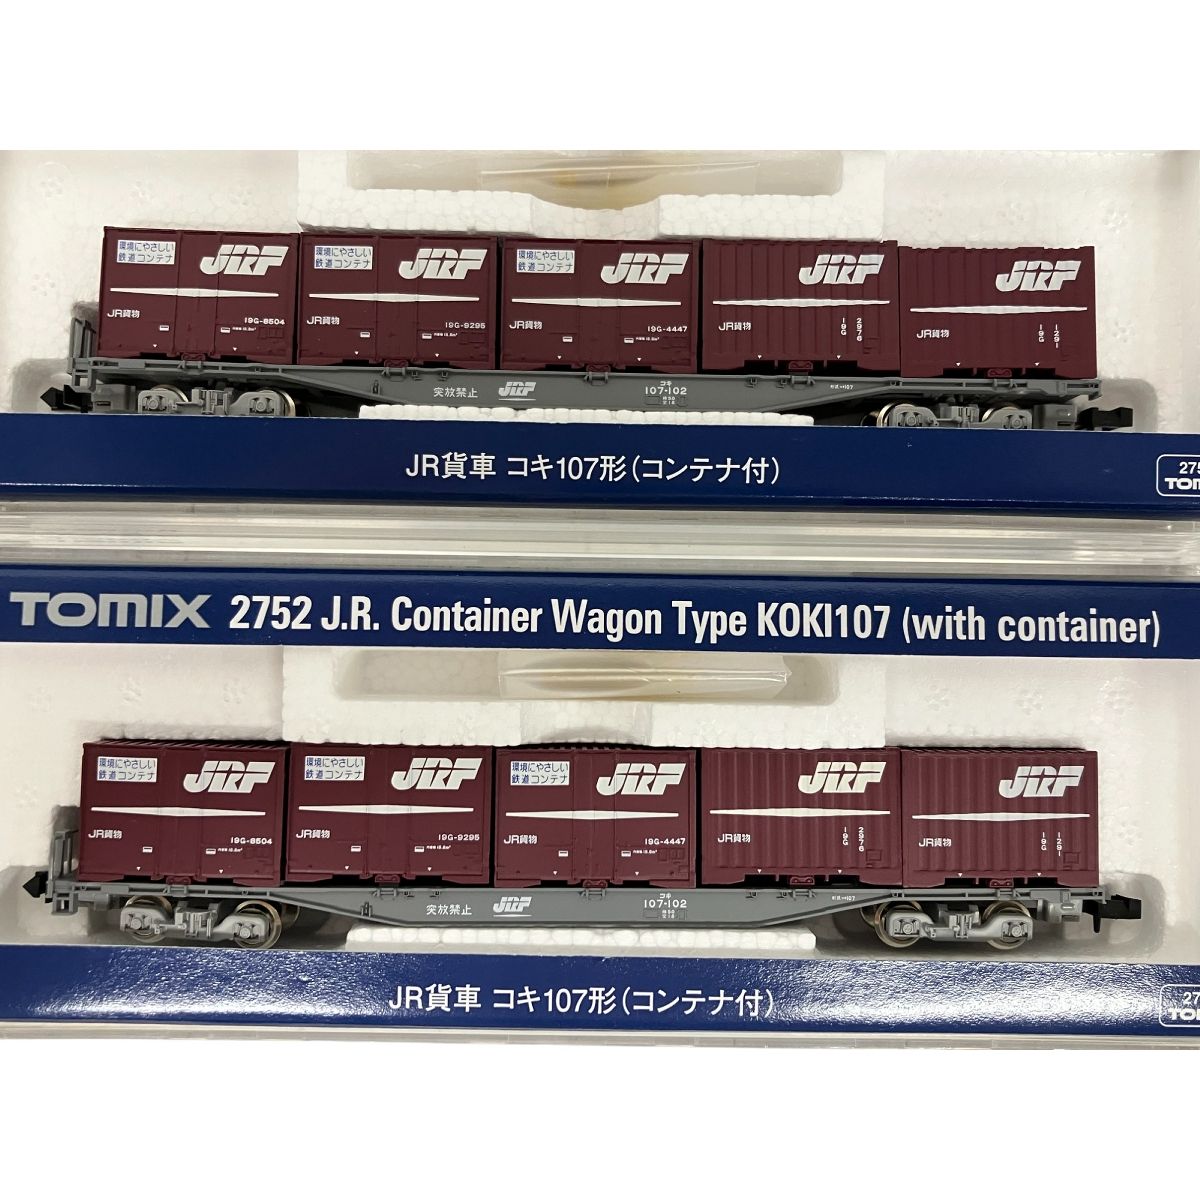 環境にやさしい
鉄道コンテナ
JRF
JR貨物
19G-8504
環境にやさしい
鉄道コンテナ
JRF
JR貨物
19G-9295
環境にやさしい
鉄道コンテナ
JRF
JR貨物
19G-4447
JRF
JR貨物
19G
2976
JRF
JR貨物
19G
1291
突放禁止
JRF
コキ
107-102
JR貨車 コキ107形(コンテナ付)
TOMIX 2752 J.R. Container Wagon Type KOKI107 (with container)
環境にやさしい
鉄道コンテナ
JRF
JR貨物
19G-8504
環境にやさしい
鉄道コンテナ
JRF
JR貨物
19G-9295
環境にやさしい
鉄道コンテナ
JRF
JR貨物
19G-4447
JRF
JR貨物
19G
2976
JRF
JR貨物
19G
1291
突放禁止
JRF
コキ
107-102
JR貨車 コキ107形(コンテナ付)